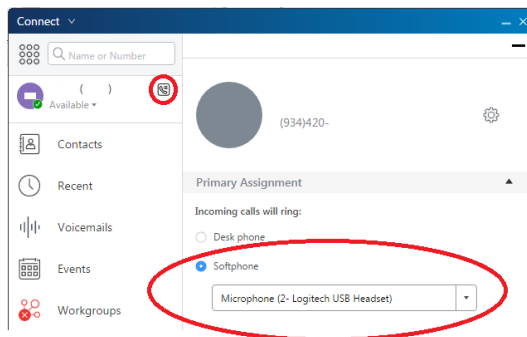 Connect
Name or Number
( )
Available
Contacts
Recent
Voicemails
Events
Workgroups
(934)420-
Primary Assignment
Incoming calls will ring:
Desk phone
Softphone
Microphone (2- Logitech USB Headset)